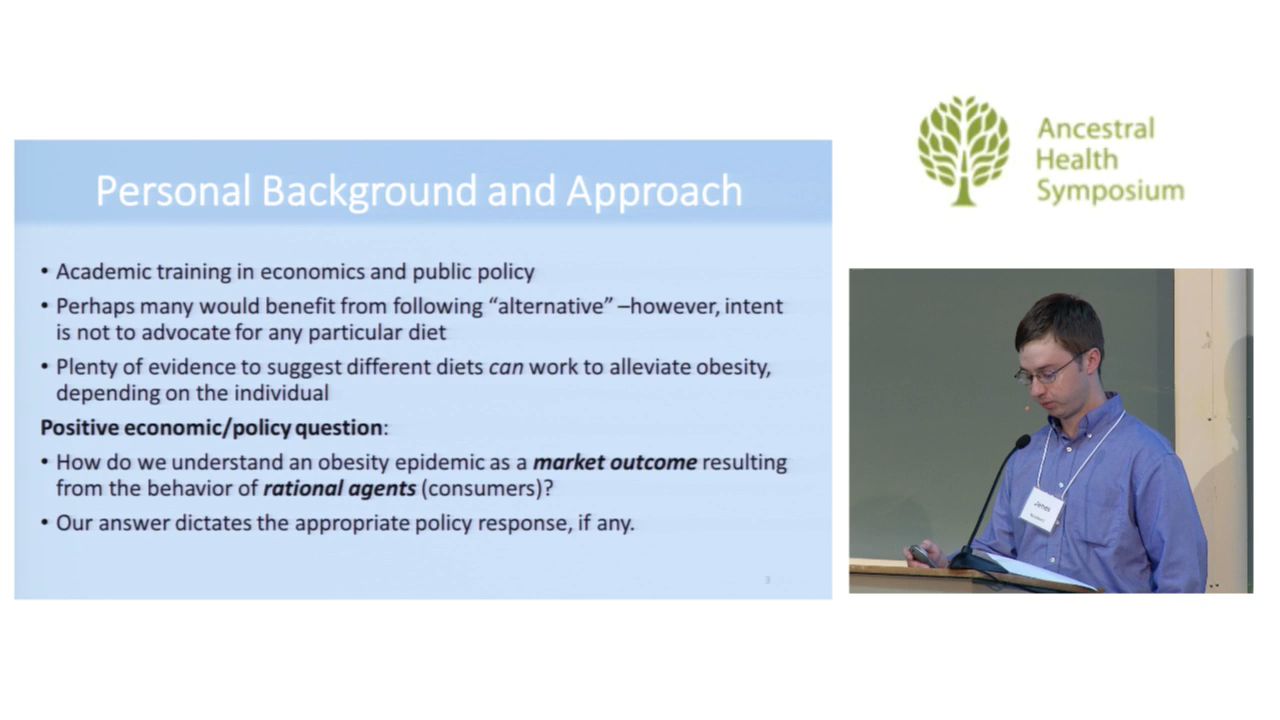 Personal Background and Approach
• Academic training in economics and public policy
• Perhaps many would benefit from following “alternative” –however, intent
is not to advocate for any particular diet
• Plenty of evidence to suggest different diets can work to alleviate obesity,
depending on the individual
Positive economic/policy question:
• How do we understand an obesity epidemic as a market outcome resulting
from the behavior of rational agents (consumers)?
• Our answer dictates the appropriate policy response, if any.
3
Ancestral
Health
Symposium